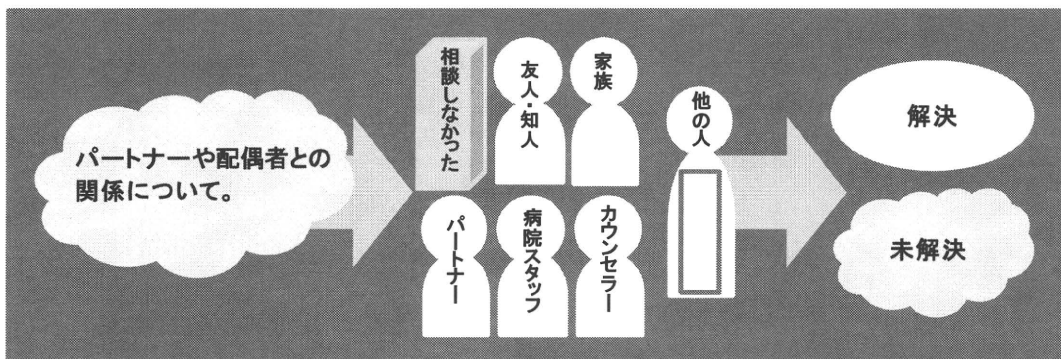 パートナーや配偶者との
関係について。
相談しなかった
友人・知人
家族
パートナー
病院スタッフ
カウンセラー
他の人
解決
未解決